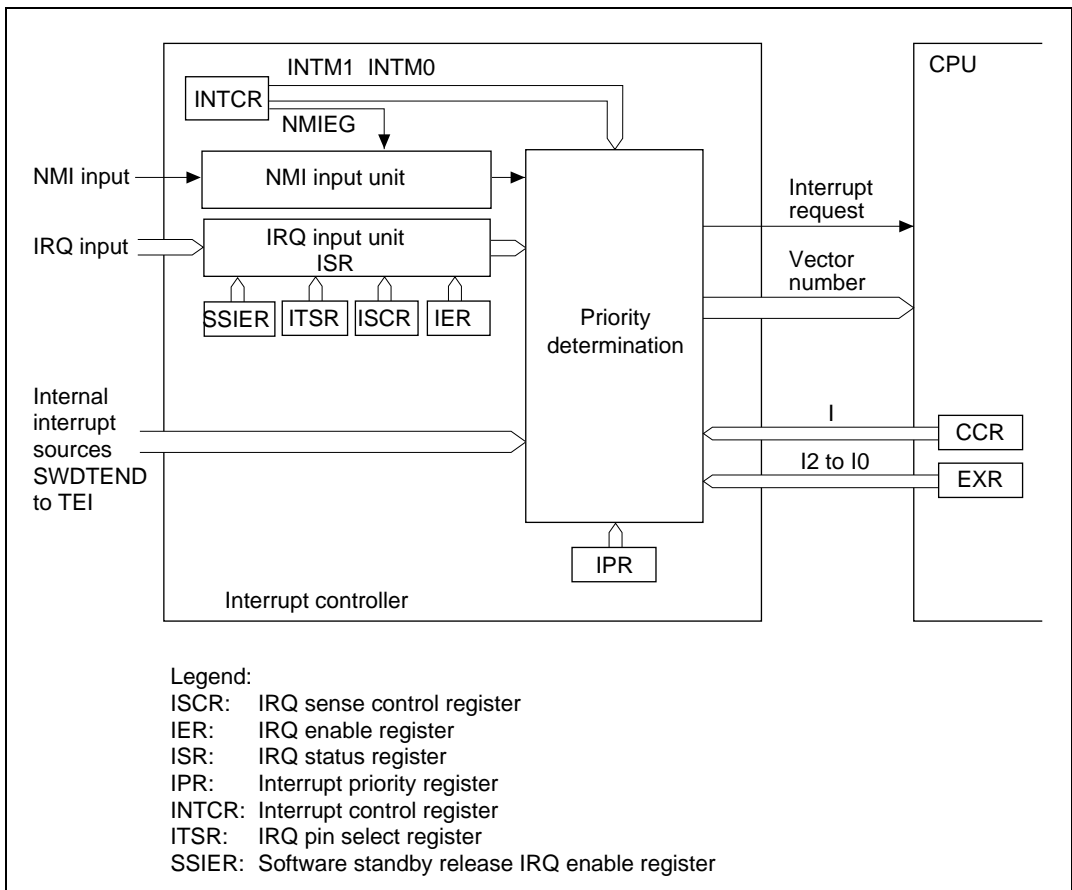 INTM1 INTM0
CPU
INTCR
NMIEG
NMI input
NMI input unit
Interrupt
request
IRQ input
IRQ input unit
ISR
Vector
number
SSIER
ITSR
ISCR
IER
Priority
determination
Internal
interrupt
sources
SWDTEND
to TEI
I
CCR
I2 to I0
EXR
IPR
Interrupt controller
Legend:
ISCR: IRQ sense control register
IER: IRQ enable register
ISR: IRQ status register
IPR: Interrupt priority register
INTCR: Interrupt control register
ITSR: IRQ pin select register
SSIER: Software standby release IRQ enable register